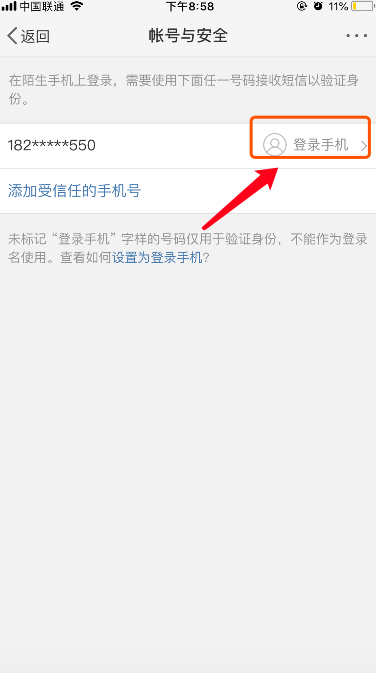 中国联通 下午8:58 11%
返回 帐号与安全
在陌生手机上登录，需要使用下面任一号码接收短信以验证身
份。
182*****550 登录手机
添加受信任的手机号
未标记“登录手机”字样的号码仅用于验证身份，不能作为登录
名使用。查看如何设置为登录手机?